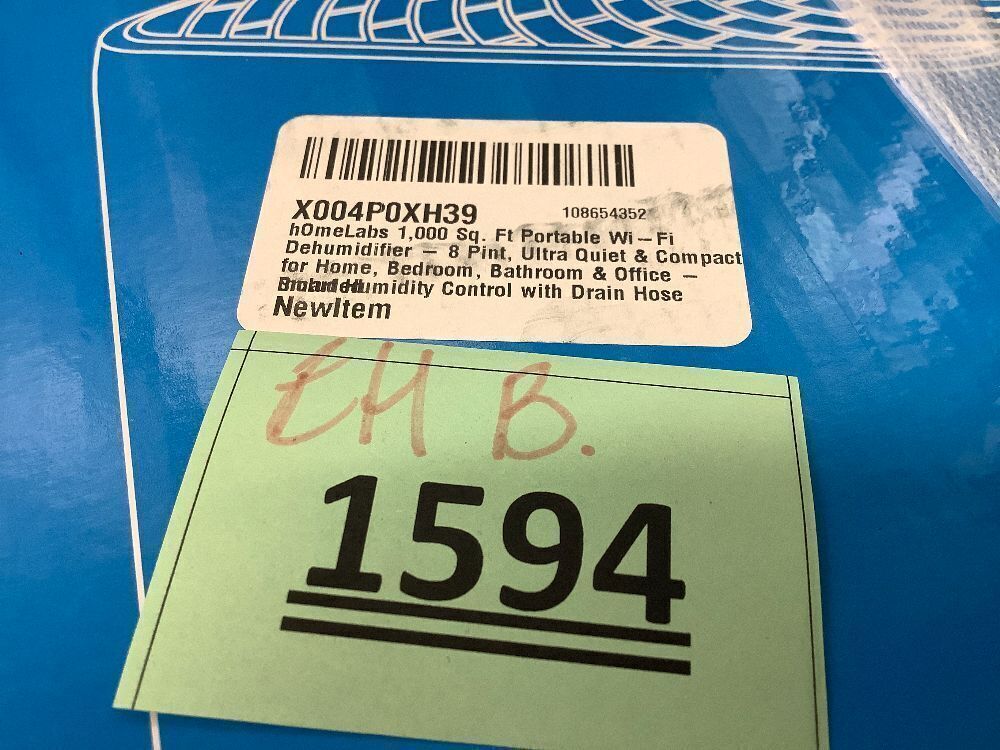 X004P0XH39 108654352
hOmeLabs 1,000 Sq. Ft Portable Wi-Fi
Dehumidifier - 8 Pint, Ultra Quiet & Compact
for Home, Bedroom, Bathroom & Office -
Humidity Control with Drain Hose
NewItem
EH B.
1594